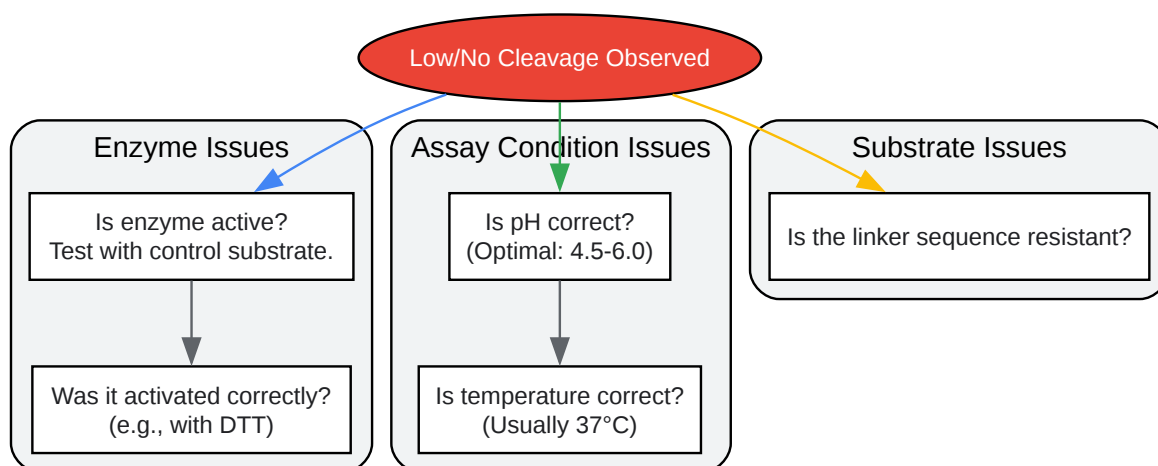 Low/No Cleavage Observed
Enzyme Issues
Is enzyme active?
Test with control substrate.
Was it activated correctly?
(e.g., with DTT)
Assay Condition Issues
Is pH correct?
(Optimal: 4.5-6.0)
Is temperature correct?
(Usually 37°C)
Substrate Issues
Is the linker sequence resistant?